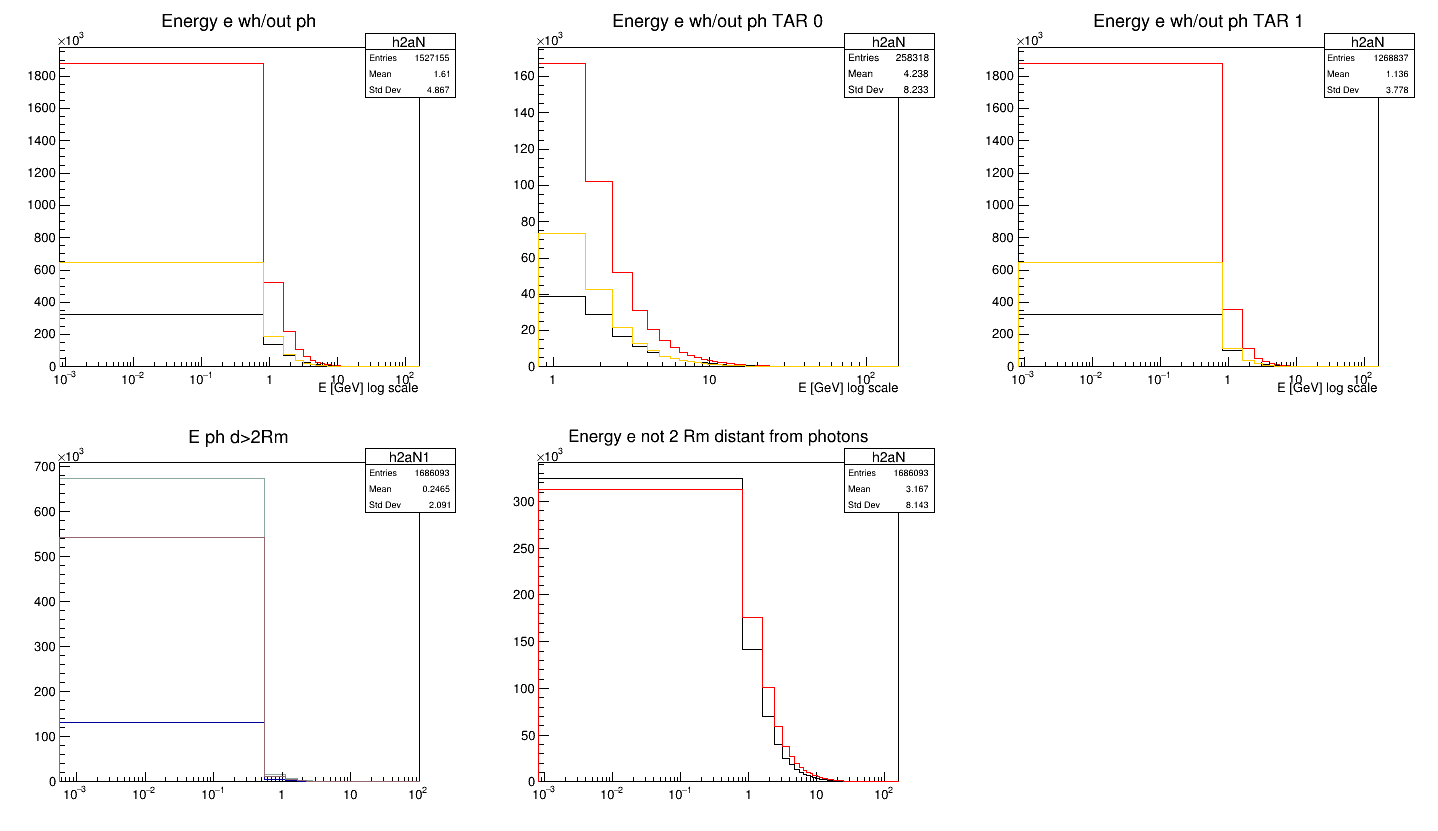 Energy e wh/out ph
×10³
h2aN
Entries 1527155
Mean 1.61
Std Dev 4.867
1800
1600
1400
1200
1000
800
600
400
200
0
10⁻³ 10⁻² 10⁻¹ 1 10 10²
E [GeV] log scale
Energy e wh/out ph TAR 0
×10³
h2aN
Entries 258318
Mean 4.238
Std Dev 8.233
160
140
120
100
80
60
40
20
0
1 10 10²
E [GeV] log scale
Energy e wh/out ph TAR 1
×10³
h2aN
Entries 1268837
Mean 1.136
Std Dev 3.778
1800
1600
1400
1200
1000
800
600
400
200
0
10⁻³ 10⁻² 10⁻¹ 1 10 10²
E [GeV] log scale
E ph d>2Rm
×10³
h2aN1
Entries 1686093
Mean 0.2465
Std Dev 2.091
700
600
500
400
300
200
100
0
10⁻³ 10⁻² 10⁻¹ 1 10 10²
Energy e not 2 Rm distant from photons
×10³
h2aN
Entries 1686093
Mean 3.167
Std Dev 8.143
300
250
200
150
100
50
0
10⁻³ 10⁻² 10⁻¹ 1 10 10²